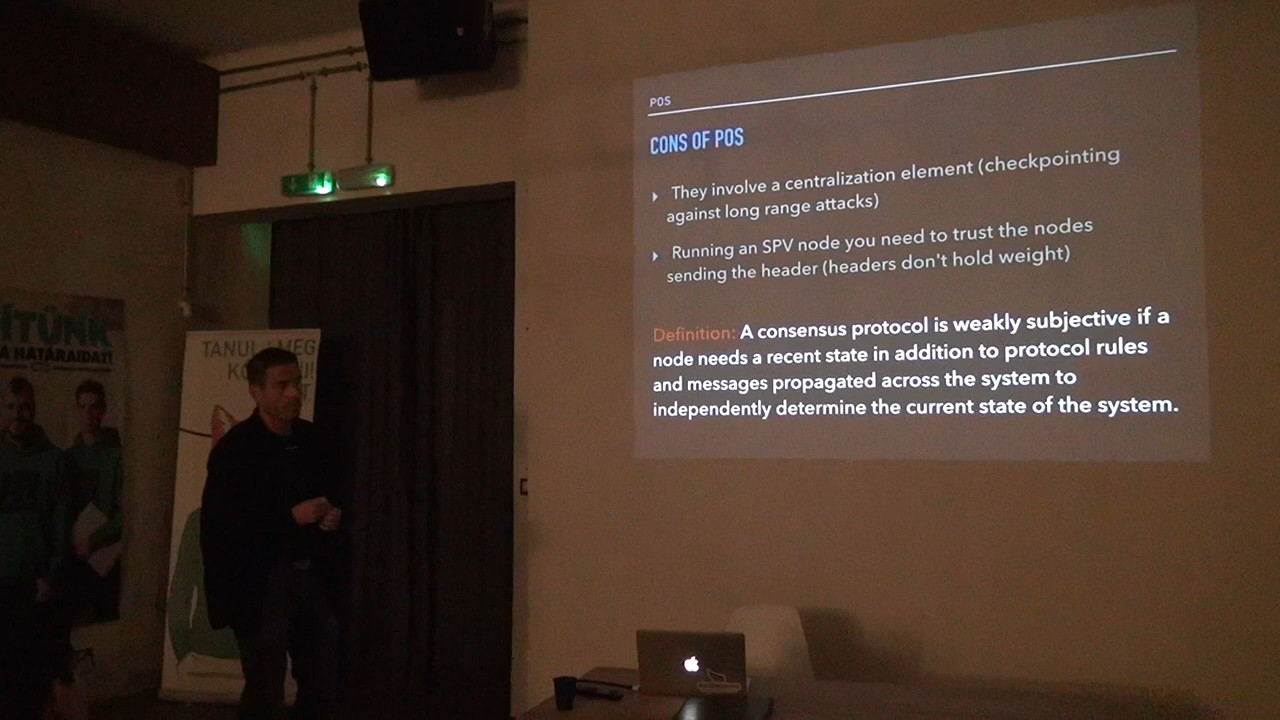 POS
CONS OF POS
They involve a centralization element (checkpointing
against long range attacks)
Running an SPV node you need to trust the nodes
sending the header (headers don't hold weight)
Definition: A consensus protocol is weakly subjective if a
node needs a recent state in addition to protocol rules
and messages propagated across the system to
independently determine the current state of the system.
ÍTÜNK
A HATÁRAIDAT!
TANULJ MEG